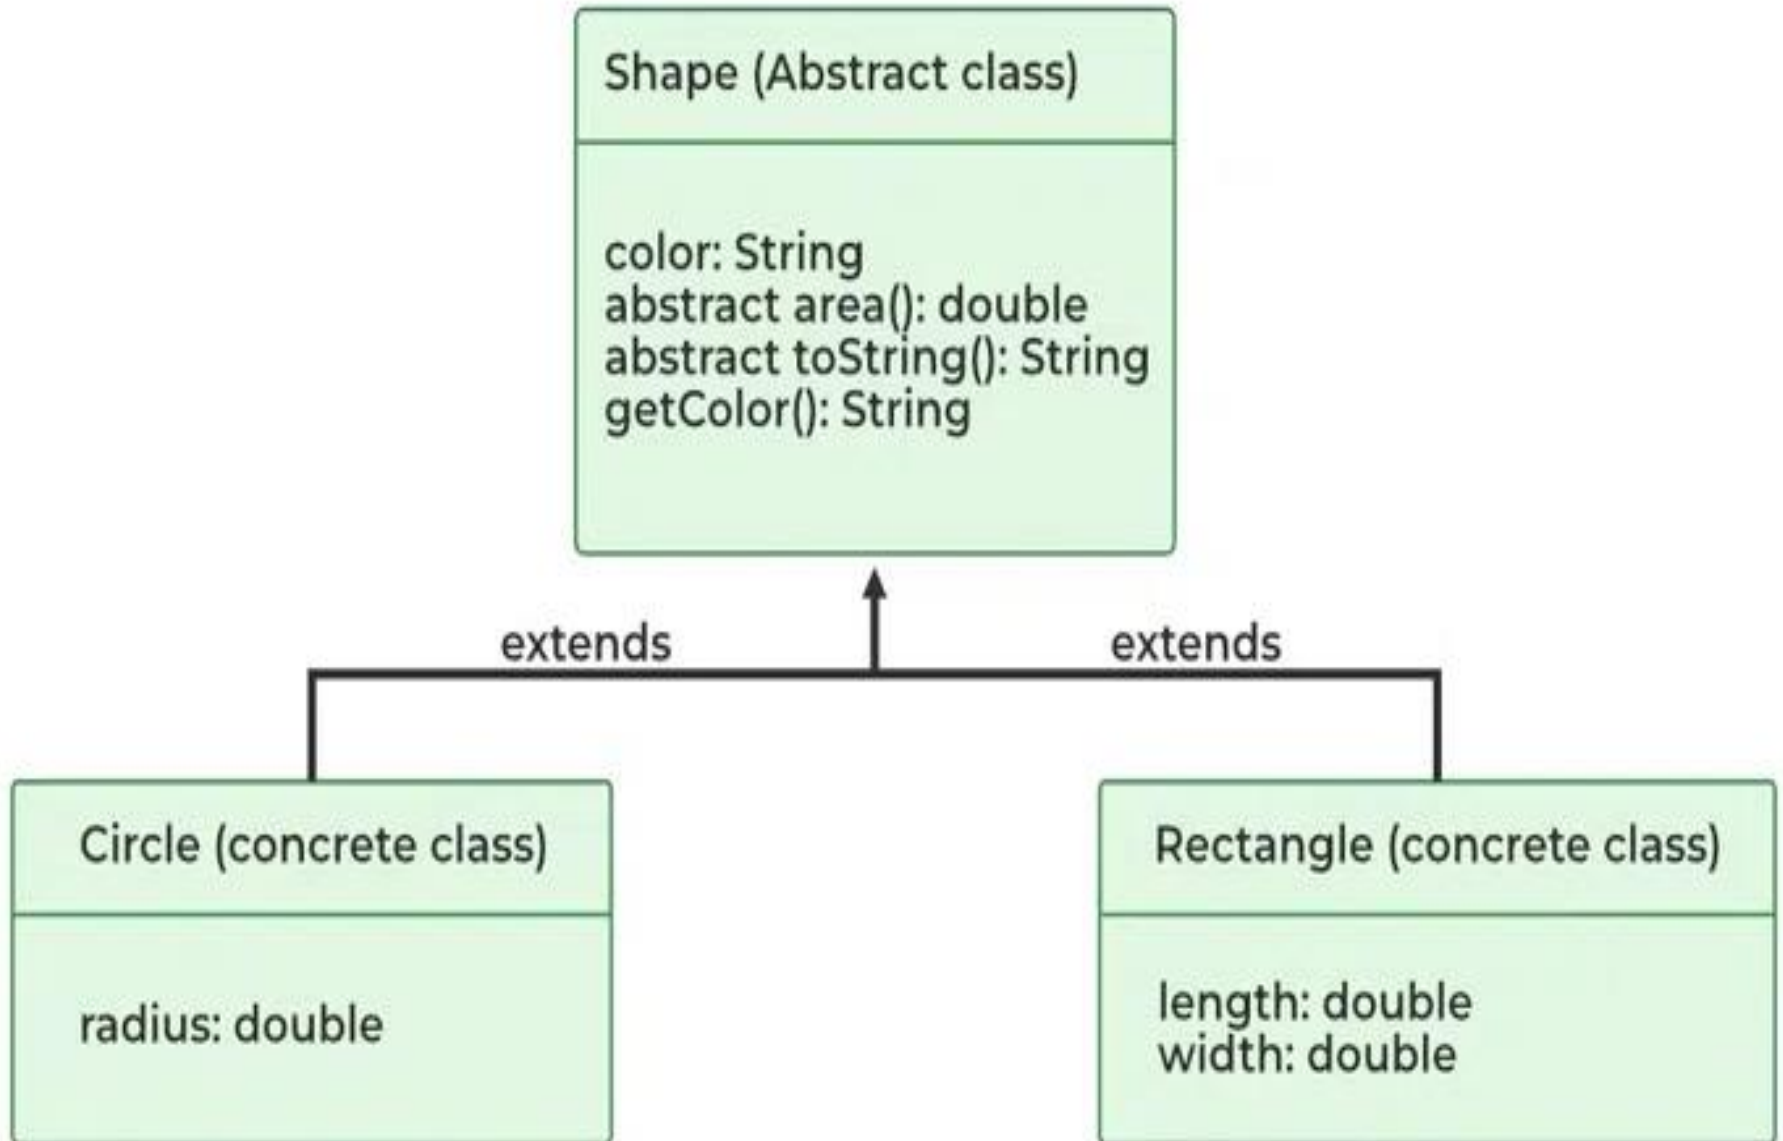 Shape (Abstract class)
color: String
abstract area(): double
abstract toString(): String
getColor(): String
extends
extends
Circle (concrete class)
radius: double
Rectangle (concrete class)
length: double
width: double